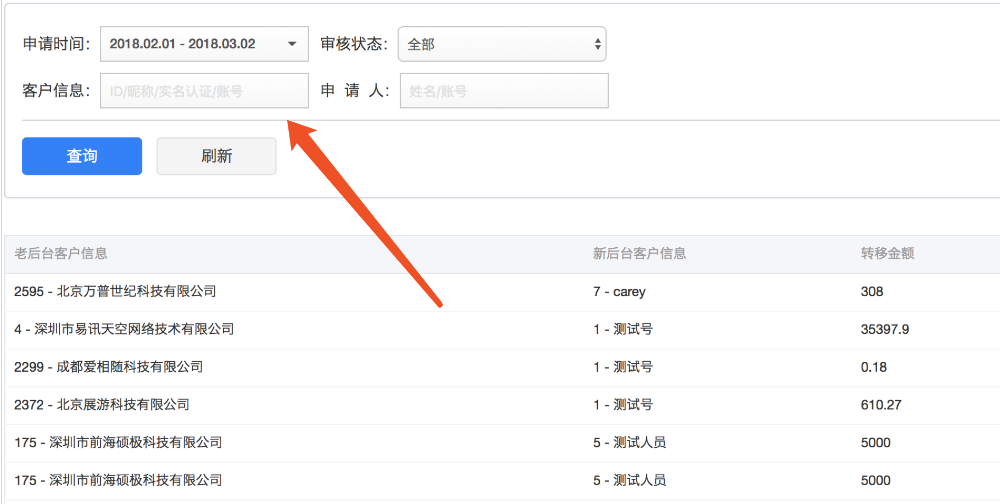 申请时间： 2018.02.01 - 2018.03.02 审核状态： 全部
客户信息： ID/昵称/实名认证/账号 申 请 人： 姓名/账号
查询 刷新
老后台客户信息 新后台客户信息 转移金额
2595 - 北京万普世纪科技有限公司 7 - carey 308
4 - 深圳市易讯天空网络技术有限公司 1 - 测试号 35397.9
2299 - 成都爱相随科技有限公司 1 - 测试号 0.18
2372 - 北京展游科技有限公司 1 - 测试号 610.27
175 - 深圳市前海硕极科技有限公司 5 - 测试人员 5000
175 - 深圳市前海硕极科技有限公司 5 - 测试人员 5000